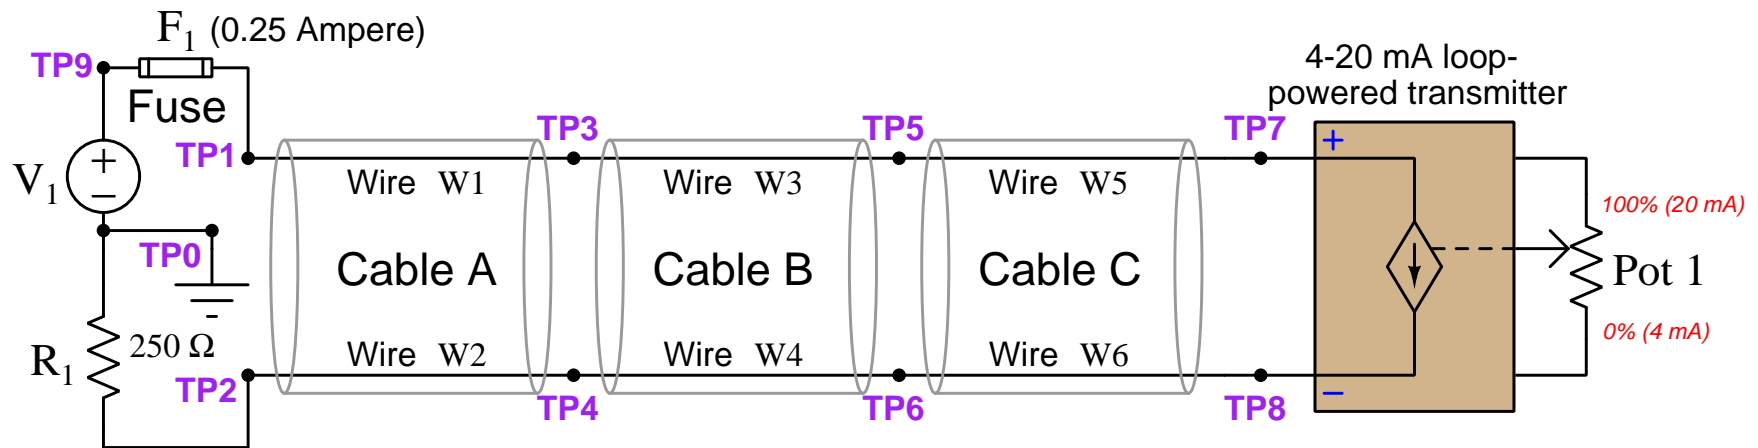 F1 (0.25 Ampere)
TP9
Fuse
4-20 mA loop-
powered transmitter
TP1
TP3
TP5
TP7
V1
+
−
Wire W1
Wire W3
Wire W5
+
100% (20 mA)
TP0
Cable A
Cable B
Cable C
Pot 1
R1
250 Ω
Wire W2
Wire W4
Wire W6
0% (4 mA)
TP2
TP4
TP6
TP8
−